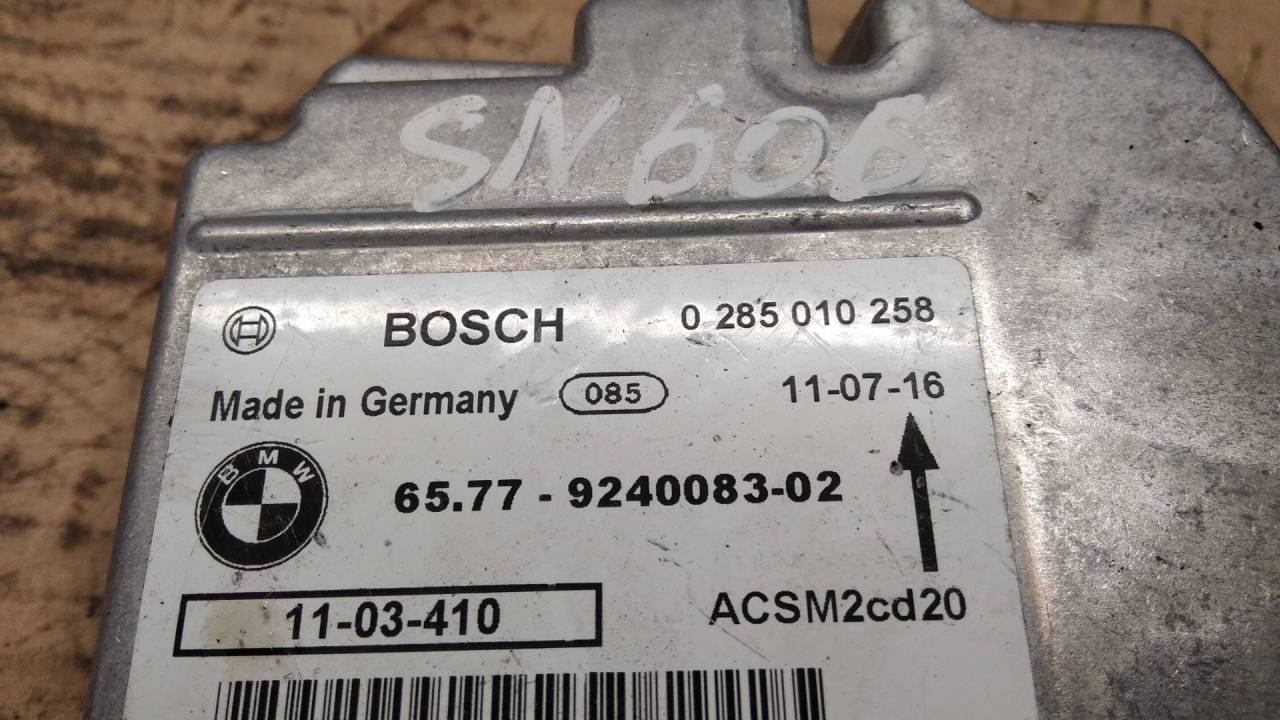 SN606
BOSCH 0 285 010 258
Made in Germany 085 11-07-16
BMW 65.77 - 9240083-02
11-03-410 ACSM2cd20